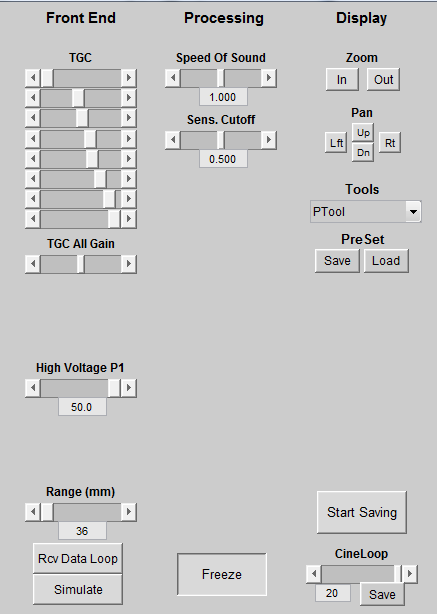 Front End
Processing
Display
TGC
Speed Of Sound
1.000
Sens. Cutoff
0.500
Zoom
In
Out
Pan
Lft
Up
Dn
Rt
Tools
PTool
PreSet
Save
Load
TGC All Gain
High Voltage P1
50.0
Range (mm)
36
Rcv Data Loop
Simulate
Freeze
Start Saving
CineLoop
20
Save